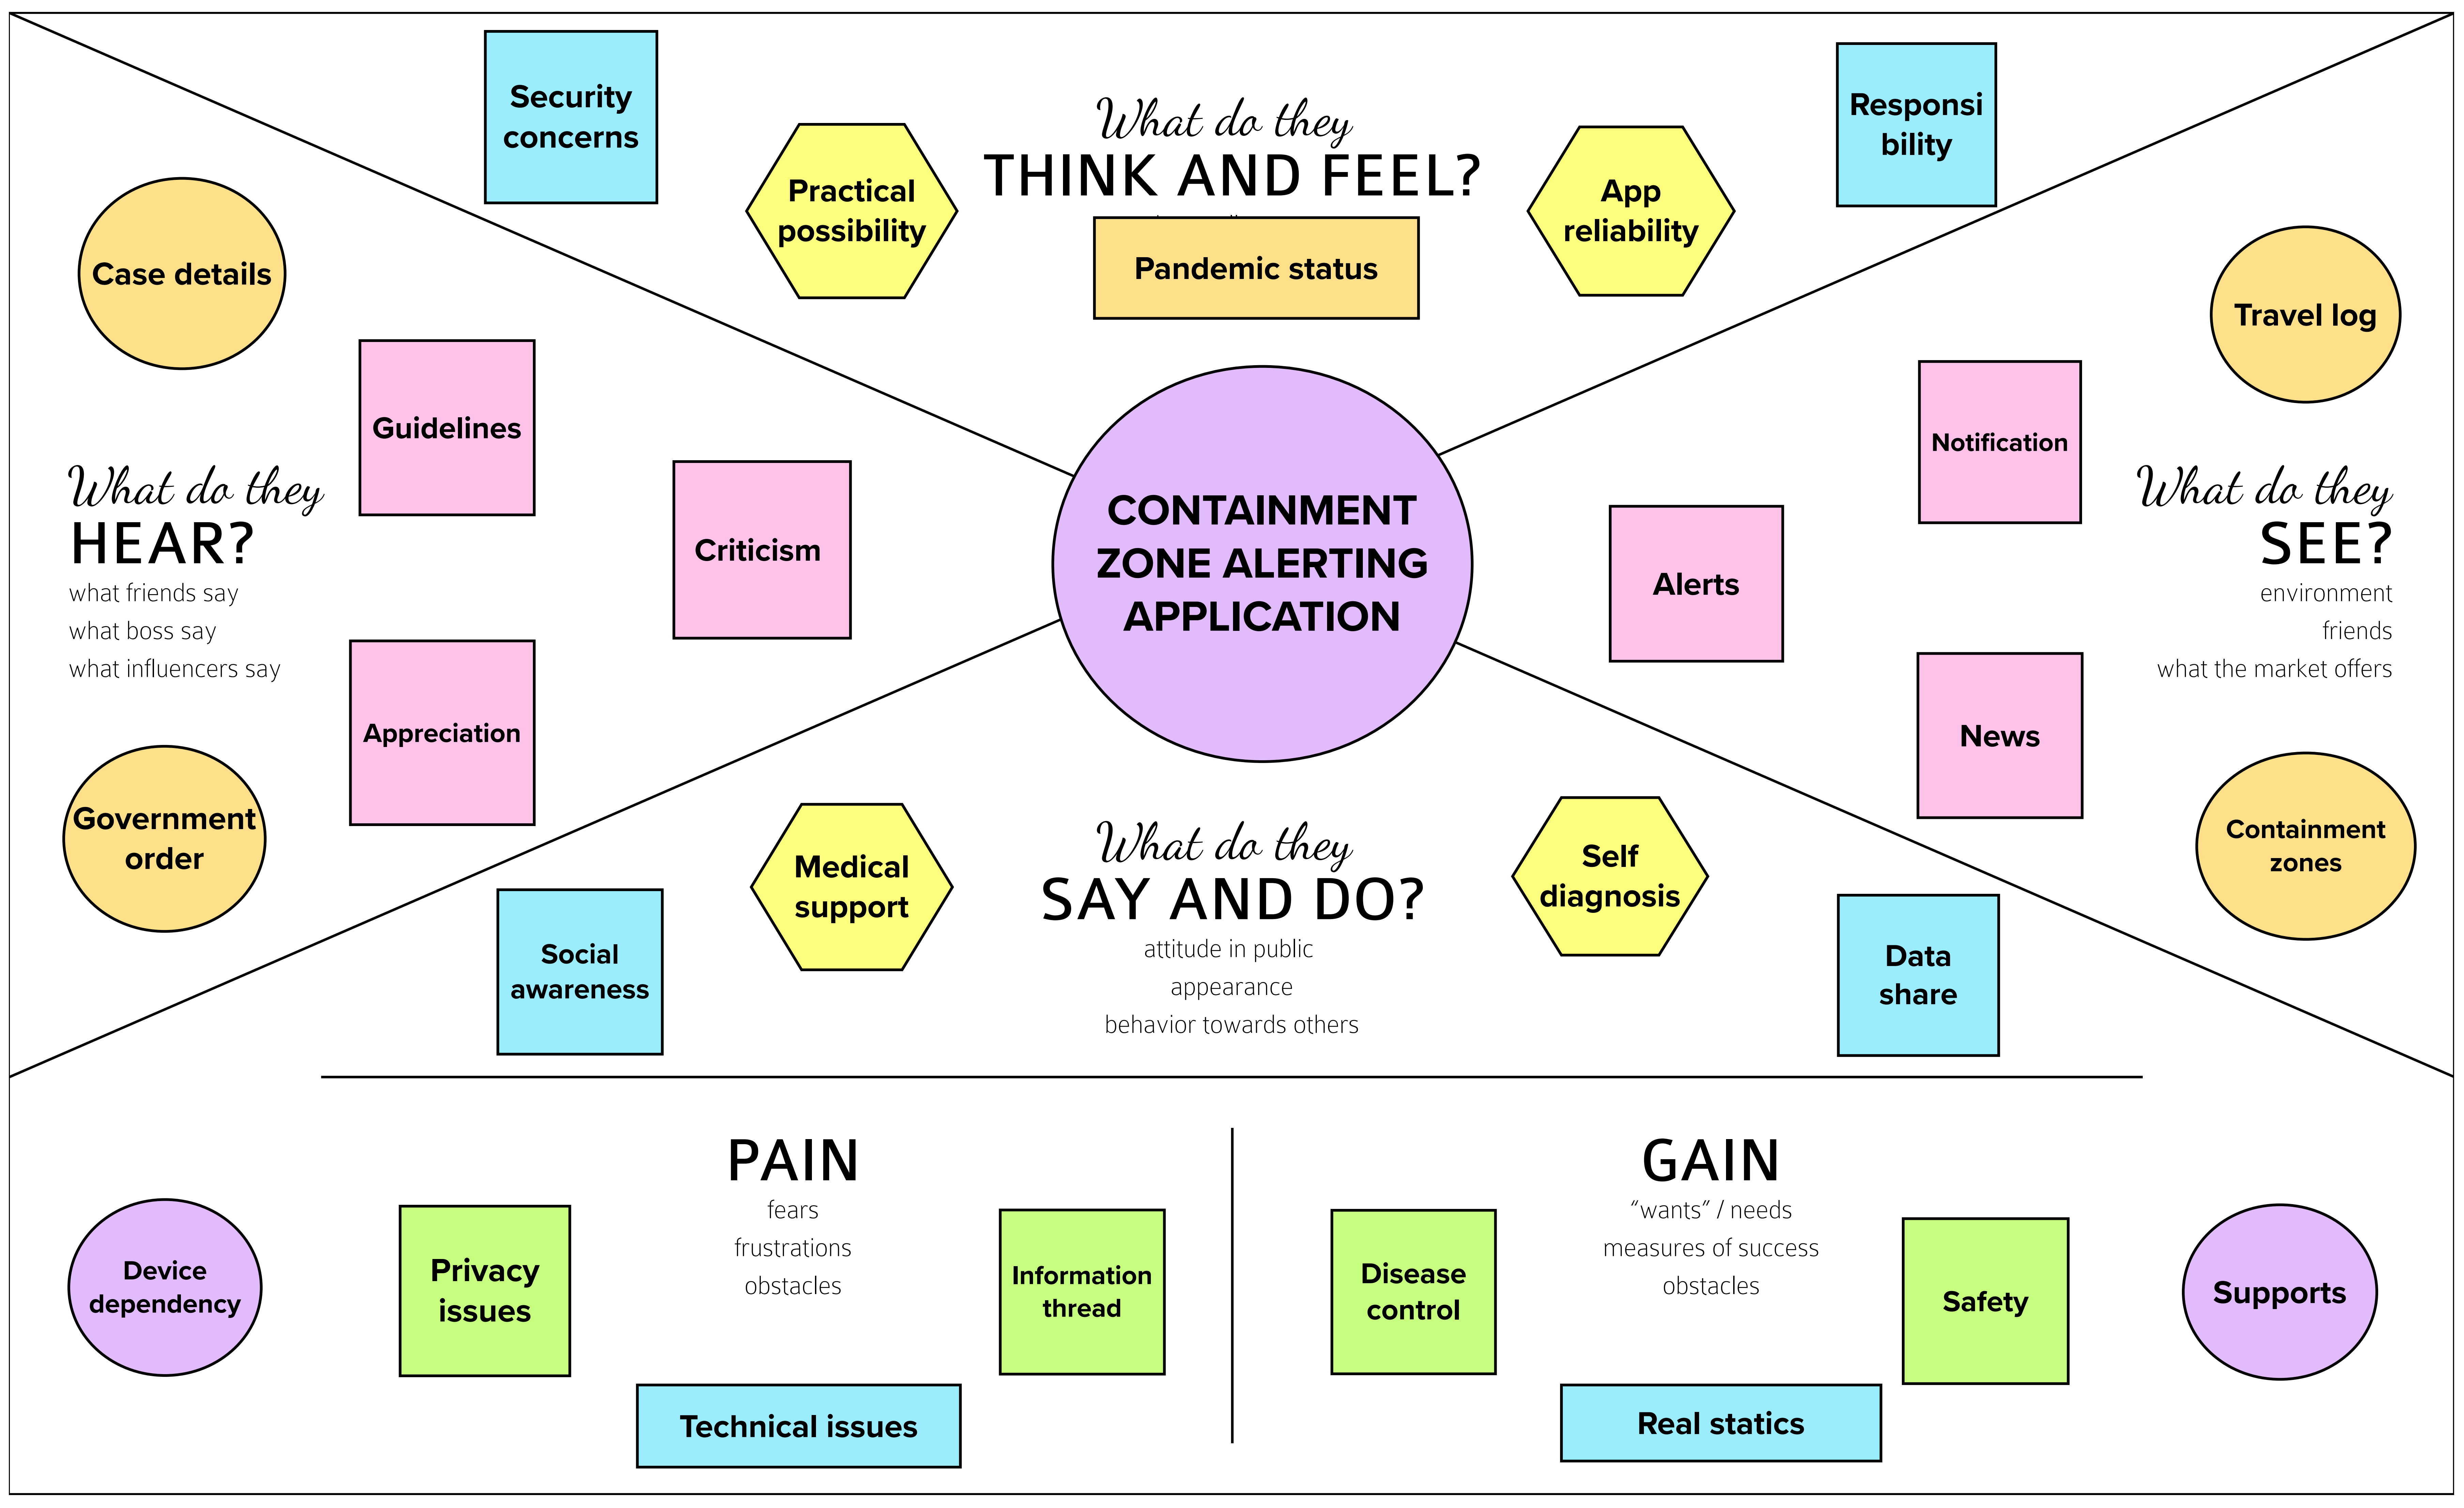 Security
concerns
Practical
possibility
What do they
THINK AND FEEL?
Pandemic status
App
reliability
Responsi
bility
Case details
Guidelines
Criticism
What do they
HEAR?
what friends say
what boss say
what influencers say
Appreciation
Government
order
CONTAINMENT
ZONE ALERTING
APPLICATION
Travel log
Notification
Alerts
What do they
SEE?
environment
friends
what the market offers
News
Containment
zones
Social
awareness
Medical
support
What do they
SAY AND DO?
attitude in public
appearance
behavior towards others
Self
diagnosis
Data
share
PAIN
fears
frustrations
obstacles
Device
dependency
Privacy
issues
Information
thread
Technical issues
GAIN
“wants” / needs
measures of success
obstacles
Disease
control
Safety
Supports
Real statics